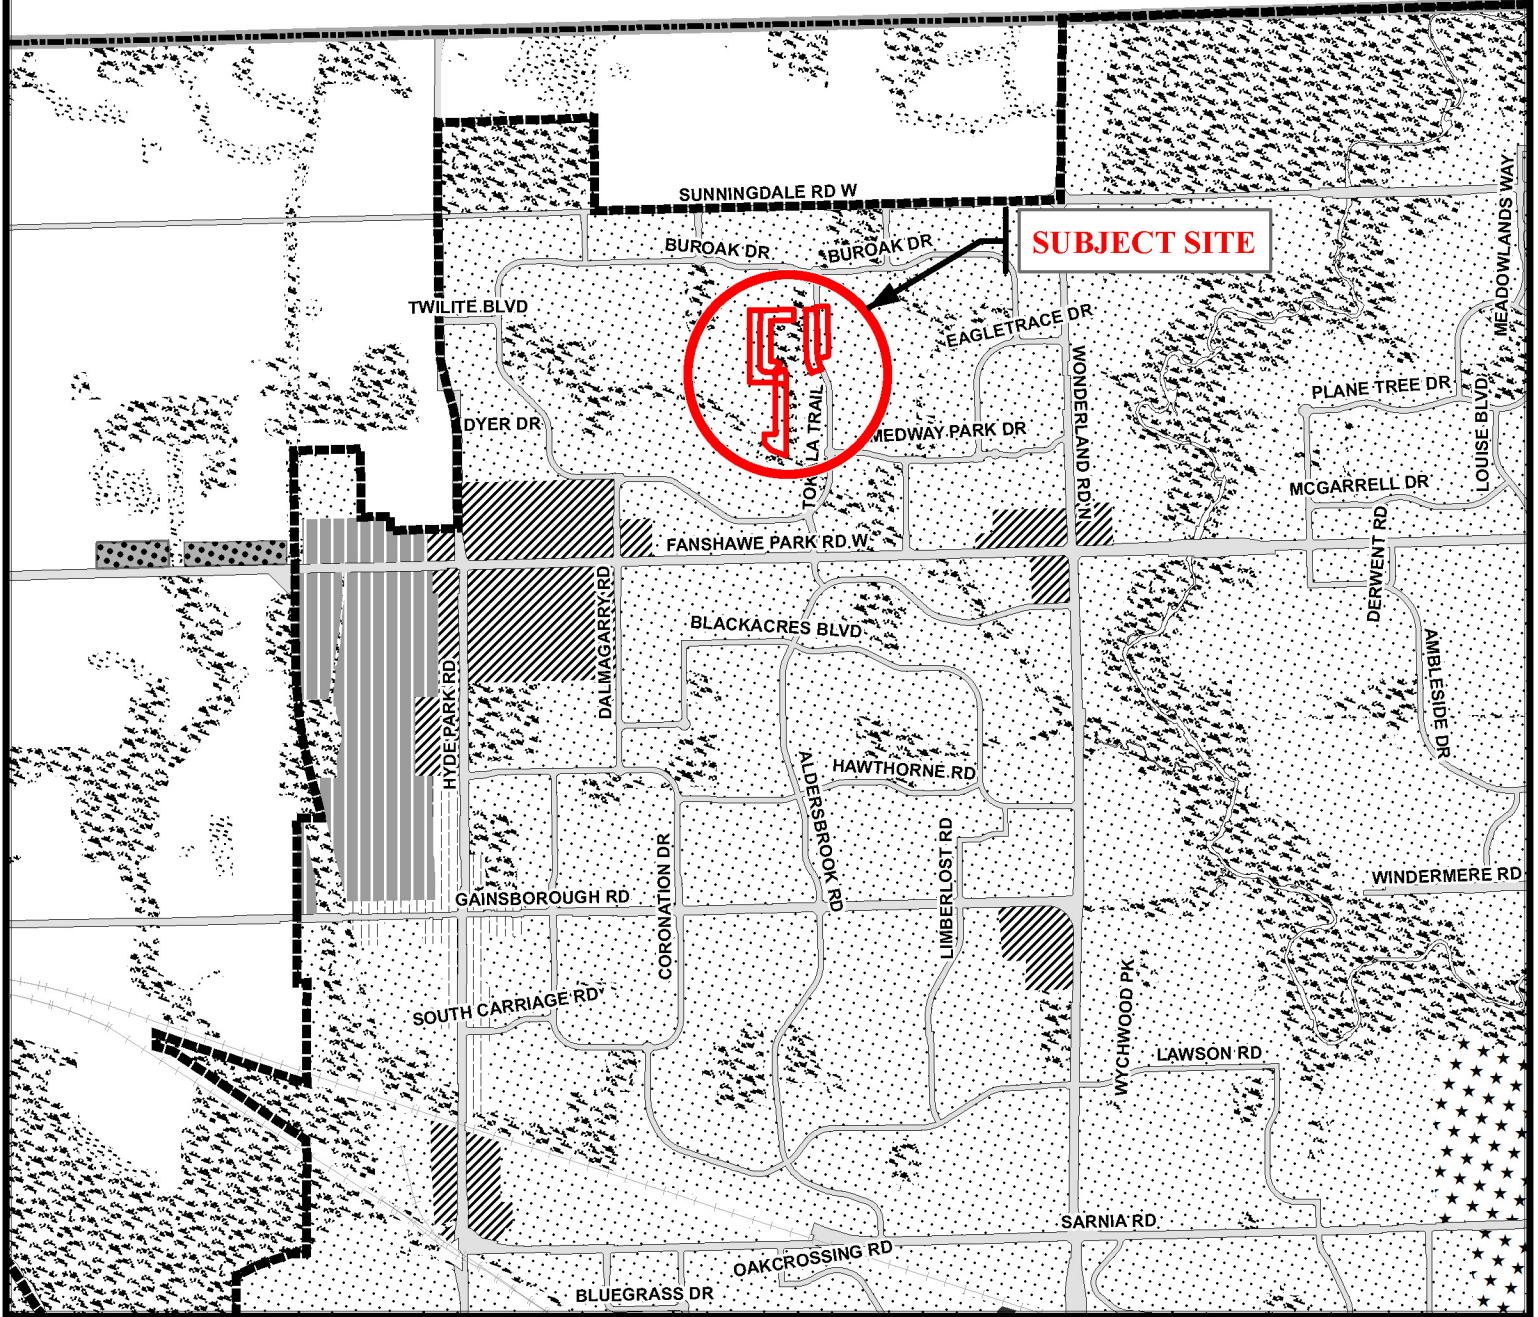 SUNNINGDALE RD W
SUBJECT SITE
BUROAK DR
BUROAK DR
MEADOWLANDS WAY
TWILITE BLVD
EAGLETRACE DR
WONDERLAND RD N
PLANE TREE DR
LOUISE BLVD
DYER DR
TOKALA TRAIL
MEDWAY PARK DR
MCGARRELL DR
FANSHAWE PARK RD W
DERWENT RD
DALMAGARRY RD
BLACKACRES BLVD
AMBLESIDE DR
HYDE PARK RD
HAWTHORNE RD
ALDERSBROOK RD
CORONATION DR
LIMBERLOST RD
WINDERMERE RD
GAINSBOROUGH RD
SOUTH CARRIAGE RD
WYCHWOOD PK
LAWSON RD
SARNIA RD
OAKCROSSING RD
BLUEGRASS DR